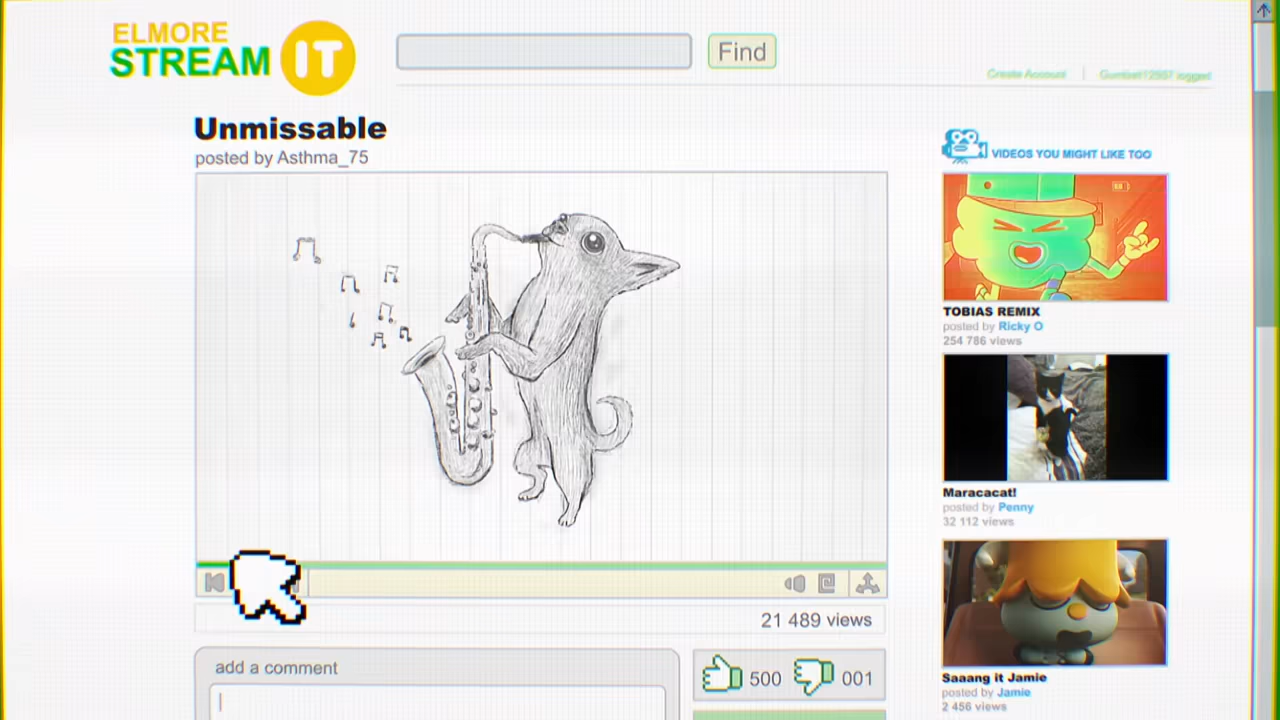 ELMORE
STREAM IT
Find
Create Account
Unmissable
posted by Asthma_75
VIDEOS YOU MIGHT LIKE TOO
TOBIAS REMIX
posted by Ricky O
254 786 views
Maracacat!
posted by Penny
32 112 views
21 489 views
add a comment
500
001
Saaang it Jamie
posted by Jamie
2 456 views